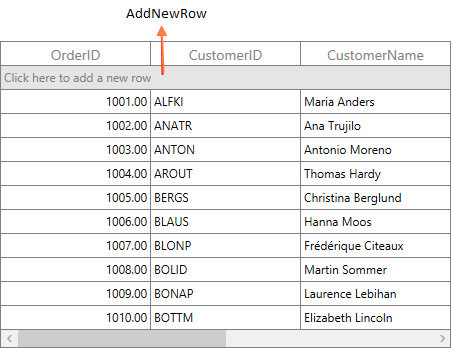 AddNewRow
OrderID CustomerID CustomerName
Click here to add a new row
1001.00 ALFKI Maria Anders
1002.00 ANATR Ana Trujilo
1003.00 ANTON Antonio Moreno
1004.00 AROUT Thomas Hardy
1005.00 BERGS Christina Berglund
1006.00 BLAUS Hanna Moos
1007.00 BLONP Frédérique Citeaux
1008.00 BOLID Martin Sommer
1009.00 BONAP Laurence Lebihan
1010.00 BOTTM Elizabeth Lincoln